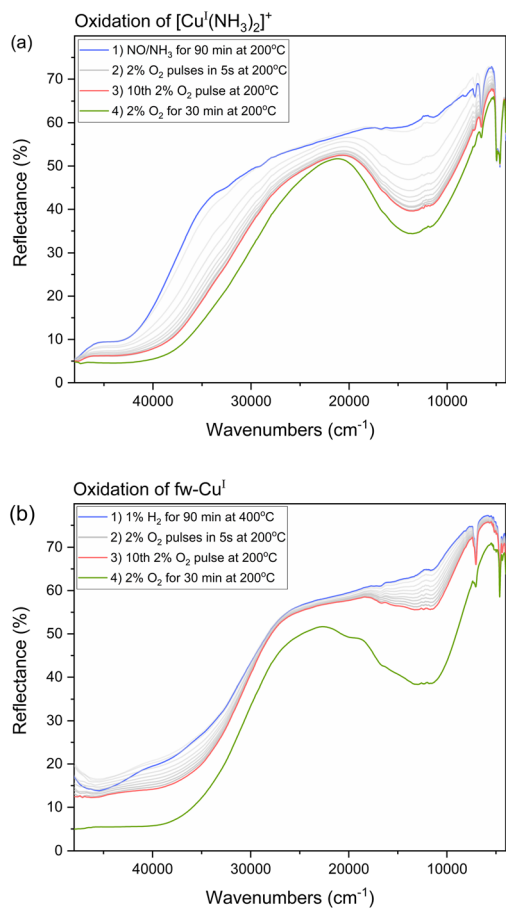 Oxidation of [Cuᴵ(NH₃)₂]⁺
(a)
1) NO/NH₃ for 90 min at 200°C
2) 2% O₂ pulses in 5s at 200°C
3) 10th 2% O₂ pulse at 200°C
4) 2% O₂ for 30 min at 200°C
70
60
50
40
30
20
10
0
Reflectance (%)
40000 30000 20000 10000
Wavenumbers (cm⁻¹)
Oxidation of fw-Cuᴵ
(b)
1) 1% H₂ for 90 min at 400°C
2) 2% O₂ pulses in 5s at 200°C
3) 10th 2% O₂ pulse at 200°C
4) 2% O₂ for 30 min at 200°C
80
70
60
50
40
30
20
10
0
Reflectance (%)
40000 30000 20000 10000
Wavenumbers (cm⁻¹)